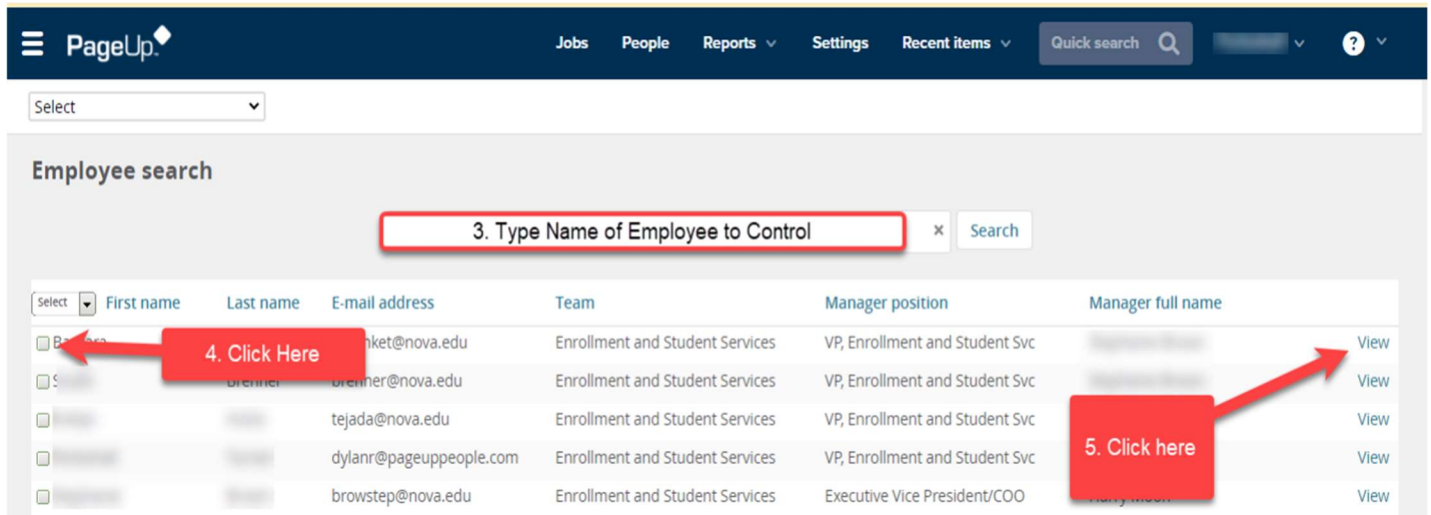 PageUp Jobs People Reports Settings Recent items Quick search ?
Select
Employee search
3. Type Name of Employee to Control × Search
Select First name Last name E-mail address Team Manager position Manager full name
4. Click Here
ket@nova.edu Enrollment and Student Services VP, Enrollment and Student Svc View
Brenner brenner@nova.edu Enrollment and Student Services VP, Enrollment and Student Svc View
tejada@nova.edu Enrollment and Student Services VP, Enrollment and Student Svc View
5. Click here
dylanr@pageuppeople.com Enrollment and Student Services VP, Enrollment and Student Svc View
browstep@nova.edu Enrollment and Student Services Executive Vice President/COO View